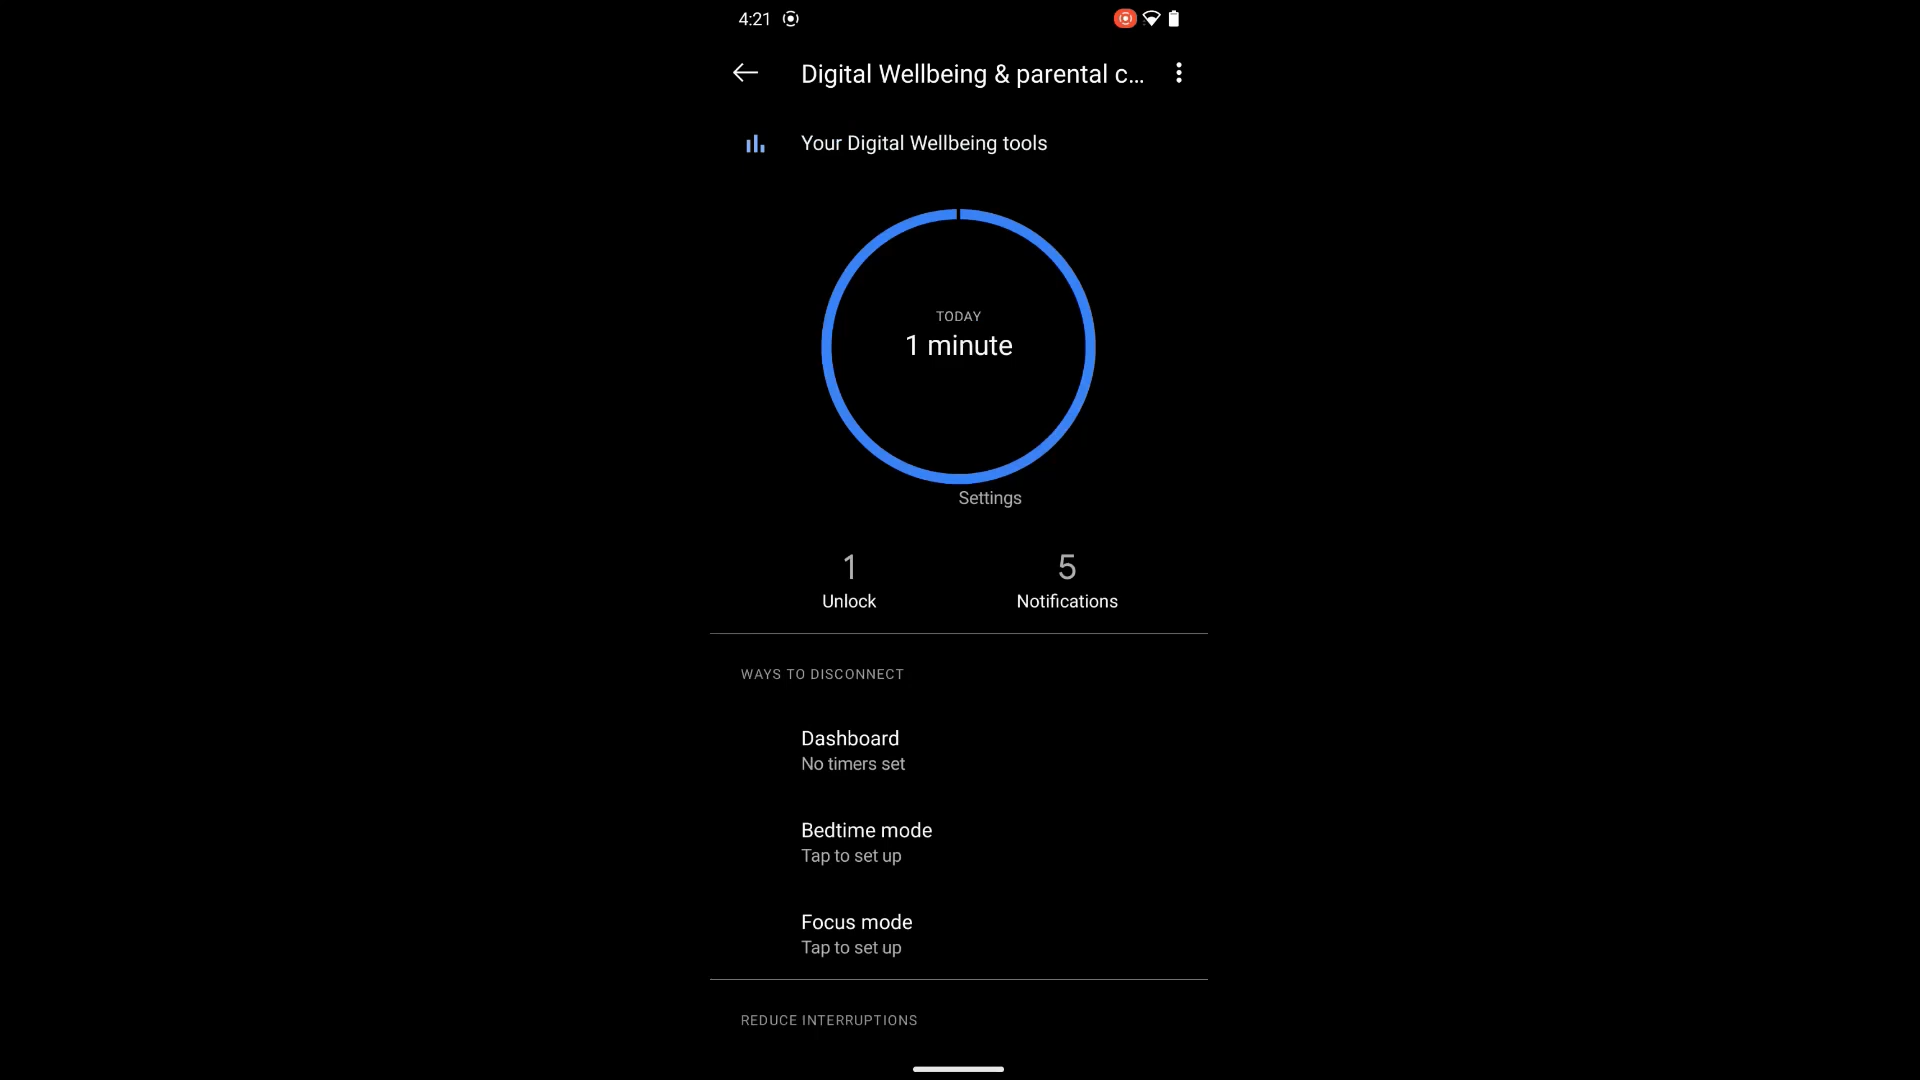 4:21
Digital Wellbeing & parental c...
Your Digital Wellbeing tools
TODAY
1 minute
Settings
1
Unlock
5
Notifications
WAYS TO DISCONNECT
Dashboard
No timers set
Bedtime mode
Tap to set up
Focus mode
Tap to set up
REDUCE INTERRUPTIONS